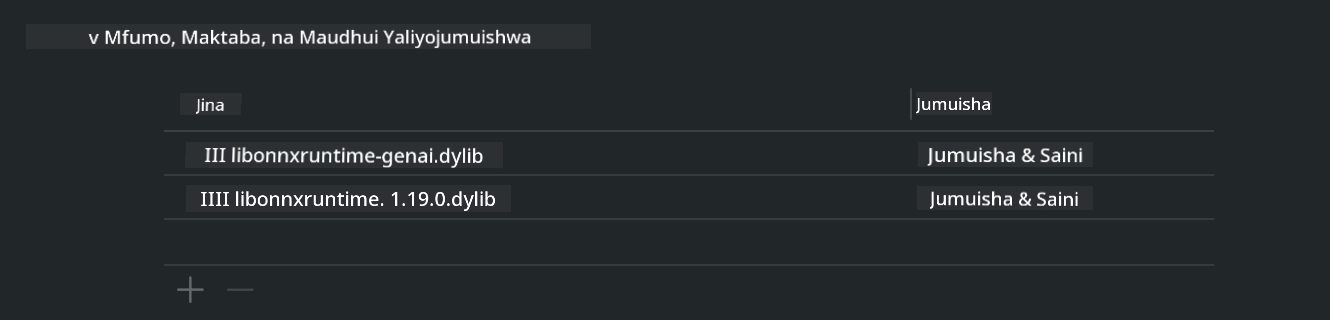 v Mfumo, Maktaba, na Maudhui Yaliyojumuishwa
Jina Jumuisha
III libonnxruntime-genai.dylib Jumuisha & Saini
IIII libonnxruntime. 1.19.0.dylib Jumuisha & Saini